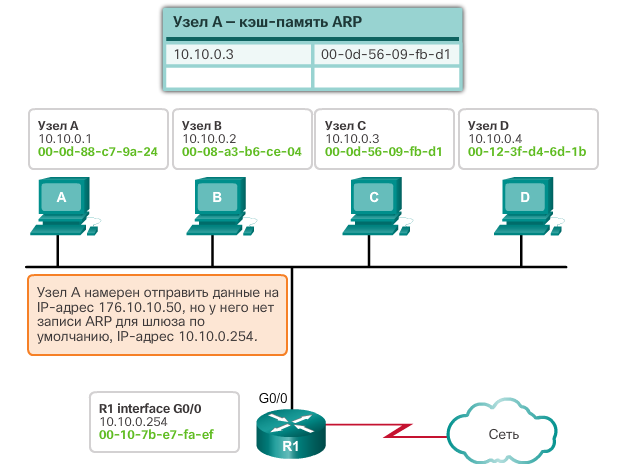 Узел А – кэш-память ARP
10.10.0.3 00-0d-56-09-fb-d1
Узел A
10.10.0.1
00-0d-88-c7-9a-24
Узел B
10.10.0.2
00-08-a3-b6-ce-04
Узел C
10.10.0.3
00-0d-56-09-fb-d1
Узел D
10.10.0.4
00-12-3f-d4-6d-1b
A
B
C
D
Узел А намерен отправить данные на
IP-адрес 176.10.10.50, но у него нет
записи ARP для шлюза по
умолчанию, IP-адрес 10.10.0.254.
R1 interface G0/0
10.10.0.254
00-10-7b-e7-fa-ef
G0/0
R1
Сеть